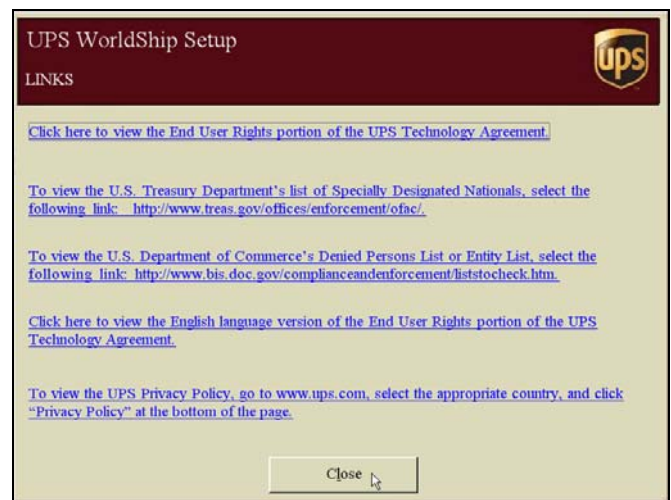 UPS WorldShip Setup
LINKS
ups
Click here to view the End User Rights portion of the UPS Technology Agreement.
To view the U.S. Treasury Department's list of Specially Designated Nationals, select the
following link: http://www.treas.gov/offices/enforcement/ofac/.
To view the U.S. Department of Commerce's Denied Persons List or Entity List, select the
following link: http://www.bis.doc.gov/complianceandenforcement/liststocheck.htm.
Click here to view the English language version of the End User Rights portion of the UPS
Technology Agreement.
To view the UPS Privacy Policy, go to www.ups.com, select the appropriate country, and click
“Privacy Policy” at the bottom of the page.
Close